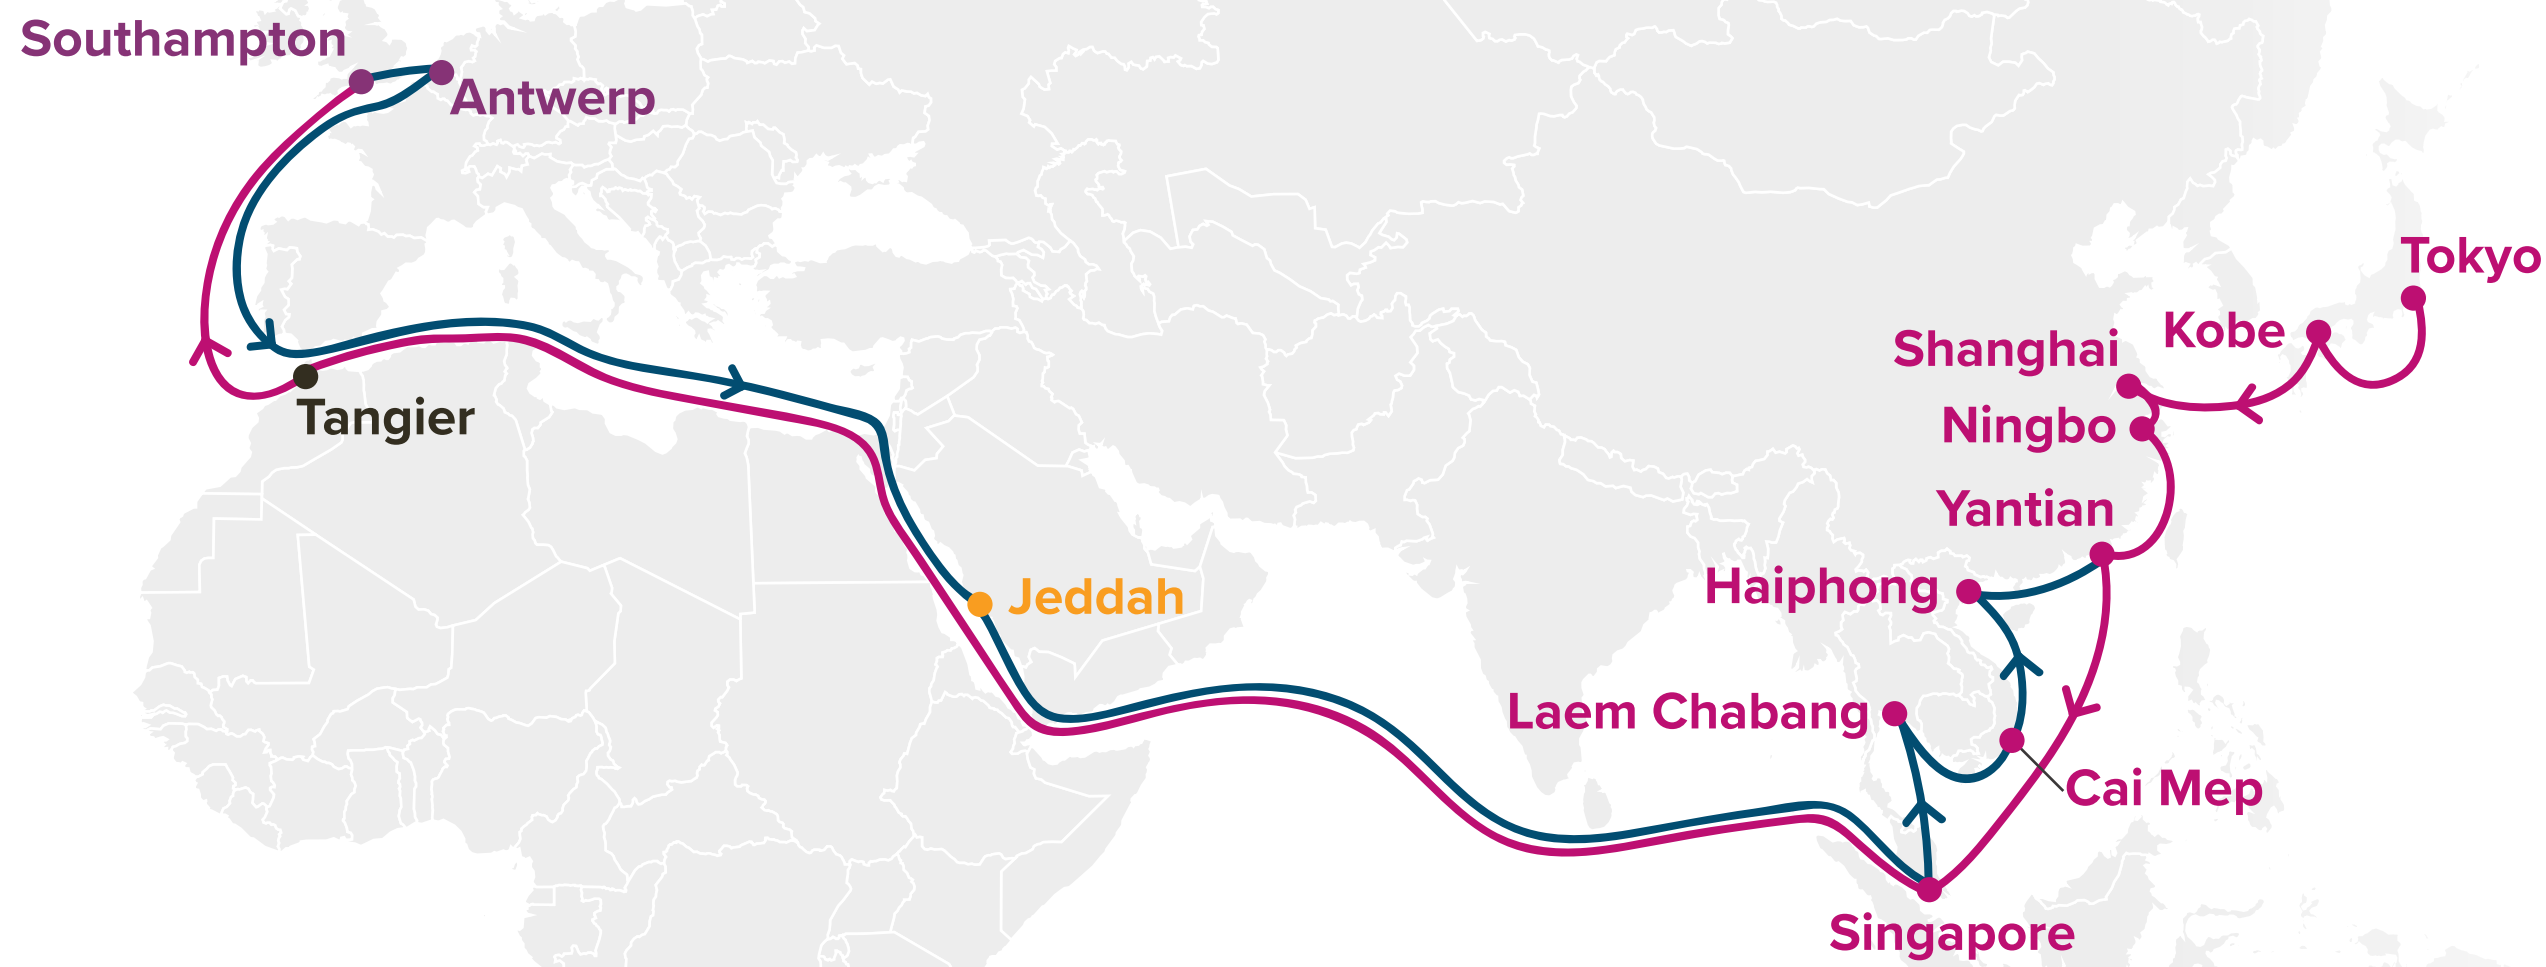 Southampton
Antwerp
Tokyo
Kobe
Shanghai
Tangier
Ningbo
Yantian
Haiphong
Jeddah
Laem Chabang
Cai Mep
Singapore